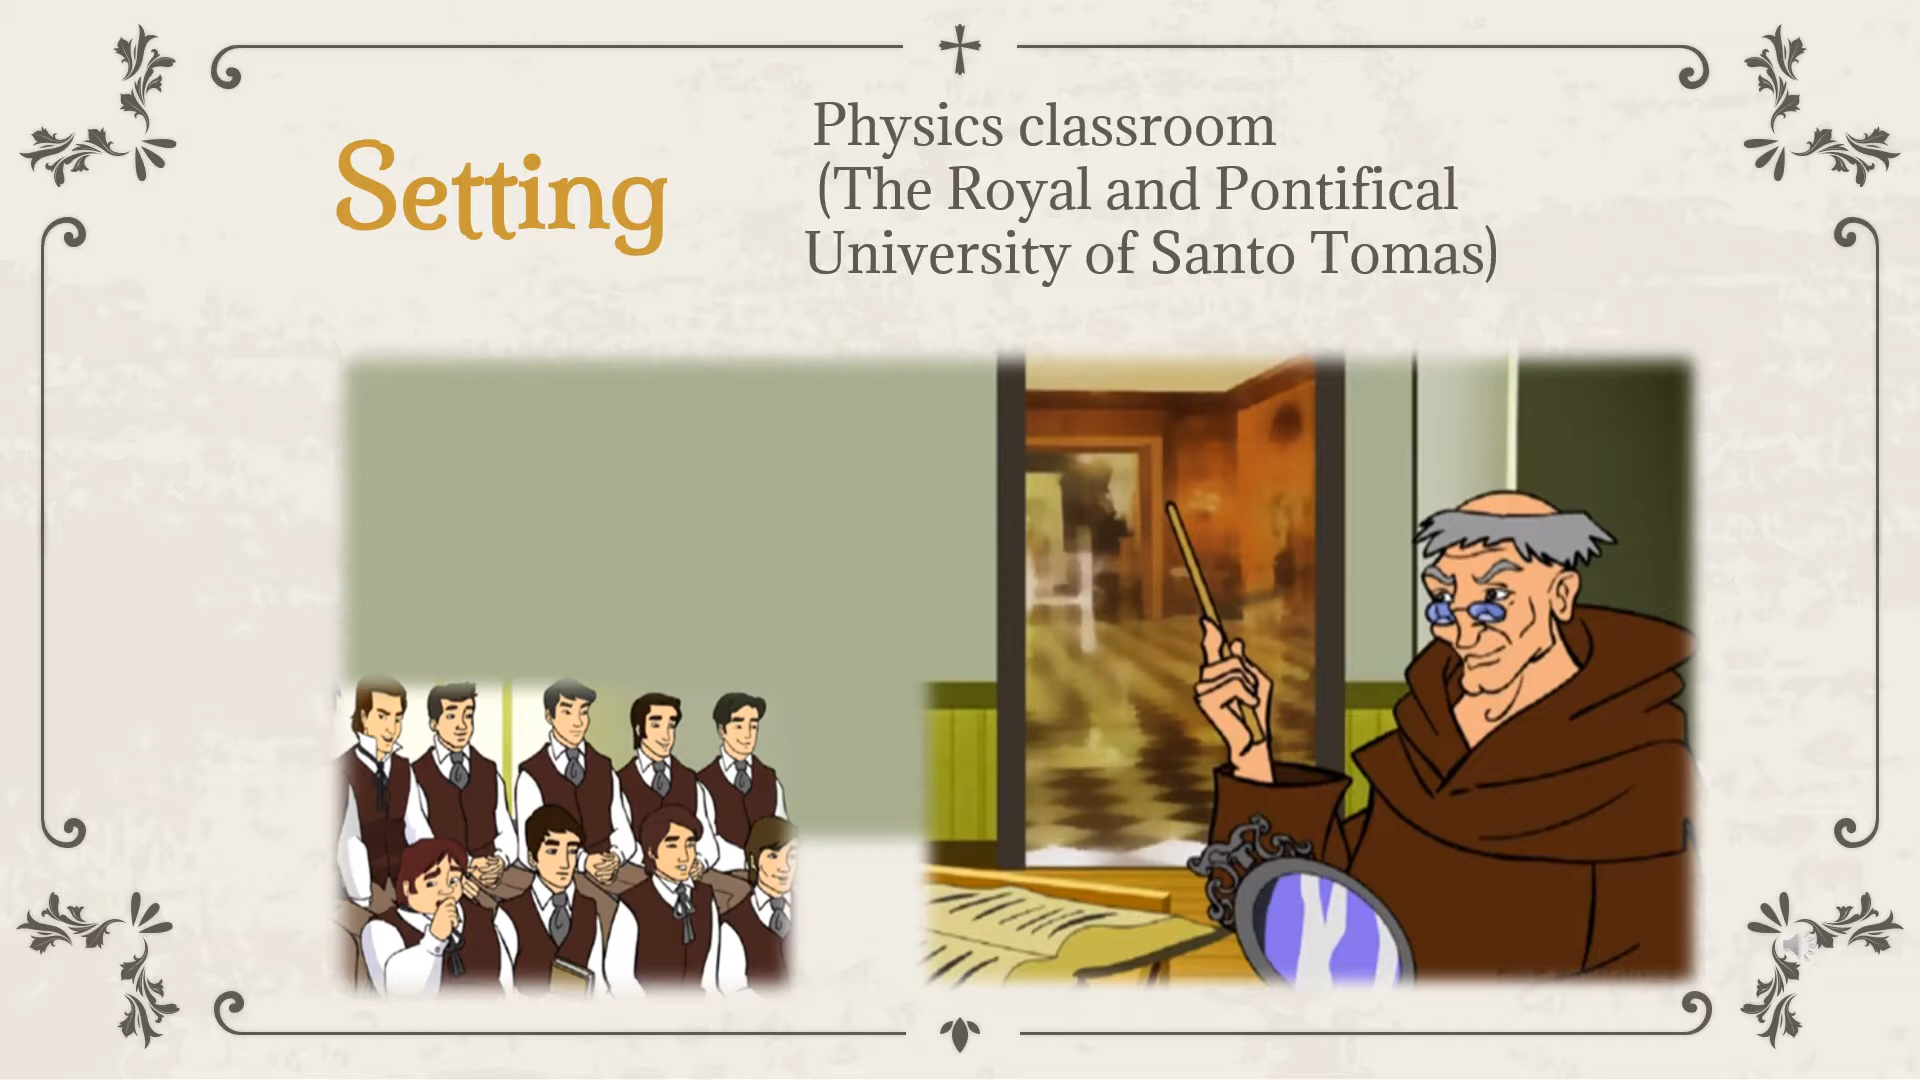 Setting
Physics classroom
(The Royal and Pontifical
University of Santo Tomas)